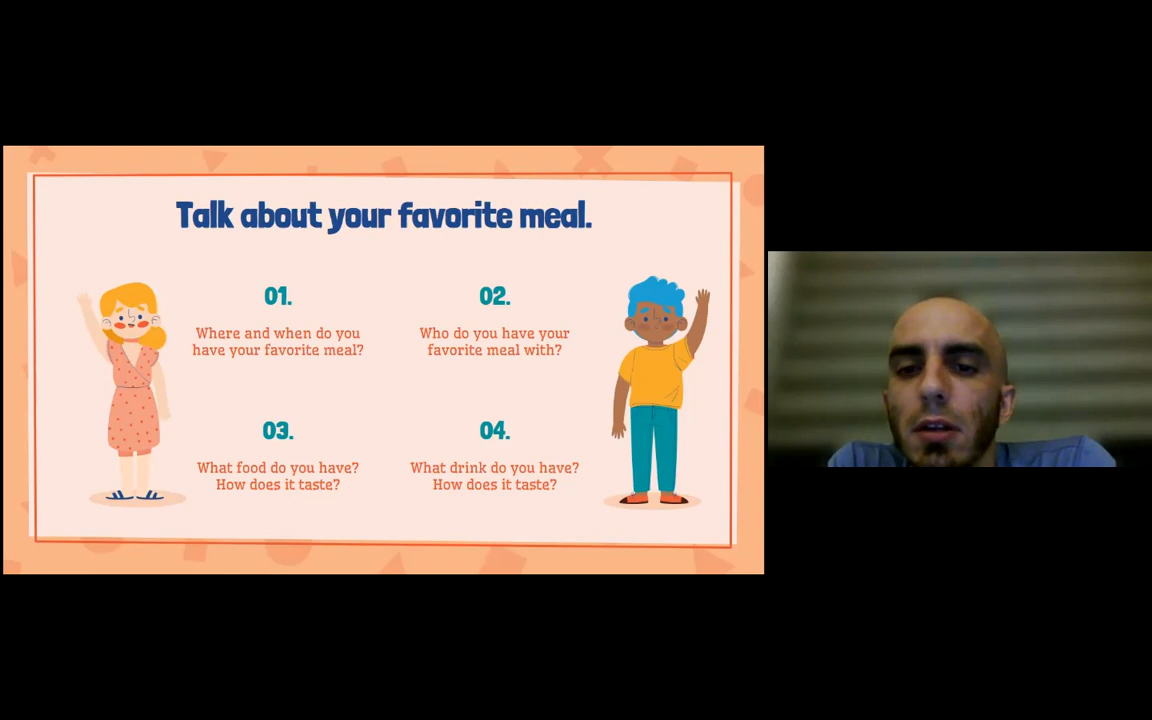 Talk about your favorite meal.
01.
Where and when do you
have your favorite meal?
02.
Who do you have your
favorite meal with?
03.
What food do you have?
How does it taste?
04.
What drink do you have?
How does it taste?